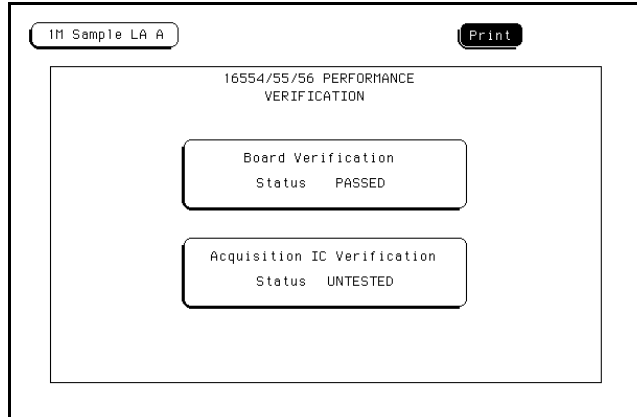 1M Sample LA A
Print
16554/55/56 PERFORMANCE
VERIFICATION
Board Verification
Status PASSED
Acquisition IC Verification
Status UNTESTED